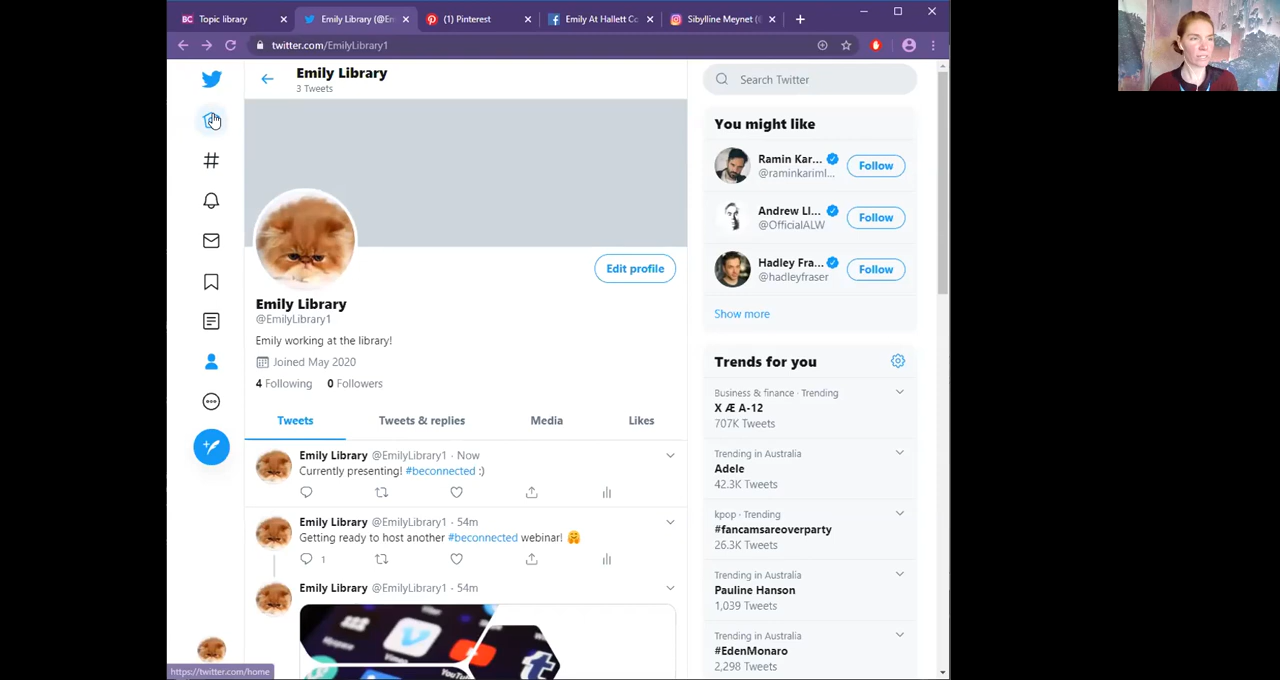 BC Topic library
Emily Library (@Em
(1) Pinterest
Emily At Hallett Co
Sibylline Meynet (
twitter.com/EmilyLibrary1
Emily Library
3 Tweets
Edit profile
Emily Library
@EmilyLibrary1
Emily working at the library!
Joined May 2020
4 Following 0 Followers
Tweets Tweets & replies Media Likes
Emily Library @EmilyLibrary1 · Now
Currently presenting! #beconnected :)
Emily Library @EmilyLibrary1 · 54m
Getting ready to host another #beconnected webinar! 🤗
1
Emily Library @EmilyLibrary1 · 54m
YouTube
Search Twitter
You might like
Ramin Kar...
@raminkariml...
Follow
Andrew Ll...
@OfficialALW
Follow
Hadley Fra...
@hadleyfraser
Follow
Show more
Trends for you
Business & finance · Trending
X Æ A-12
707K Tweets
Trending in Australia
Adele
42.3K Tweets
kpop · Trending
#fancamsareoverparty
26.3K Tweets
Trending in Australia
Pauline Hanson
1,039 Tweets
Trending in Australia
#EdenMonaro
2,298 Tweets
https://twitter.com/home